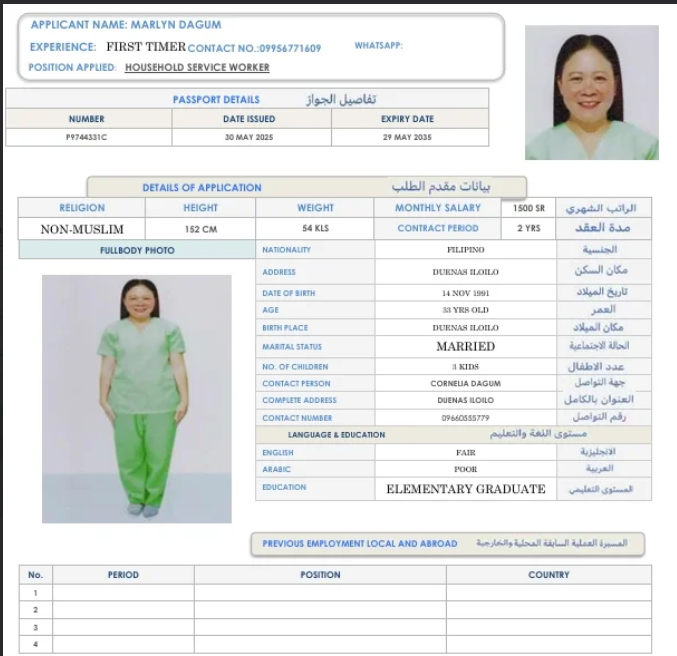 APPLICANT NAME: MARLYN DAGUM
EXPERIENCE: FIRST TIMER CONTACT NO.:09956771609 WHATSAPP:
POSITION APPLIED: HOUSEHOLD SERVICE WORKER
PASSPORT DETAILS تفاصيل الجواز
NUMBER DATE ISSUED EXPIRY DATE
P9744331C 30 MAY 2025 29 MAY 2035
DETAILS OF APPLICATION بيانات مقدم الطلب
RELIGION HEIGHT WEIGHT MONTHLY SALARY 1500 SR الراتب الشهري
NON-MUSLIM 152 CM 54 KLS CONTRACT PERIOD 2 YRS مدة العقد
FULLBODY PHOTO NATIONALITY FILIPINO الجنسية
ADDRESS DUENAS ILOILO مكان السكن
DATE OF BIRTH 14 NOV 1991 تاريخ الميلاد
AGE 33 YRS OLD العمر
BIRTH PLACE DUENAS ILOILO مكان الميلاد
MARITAL STATUS MARRIED الحالة الاجتماعية
NO. OF CHILDREN 3 KIDS عدد الاطفال
CONTACT PERSON CORNELIA DAGUM جهة التواصل
COMPLETE ADDRESS DUENAS ILOILO العنوان بالكامل
CONTACT NUMBER 09660555779 رقم التواصل
LANGUAGE & EDUCATION مستوى اللغة والتعليم
ENGLISH FAIR الانجليزية
ARABIC POOR العربية
EDUCATION ELEMENTARY GRADUATE المستوى التعليمي
PREVIOUS EMPLOYMENT LOCAL AND ABROAD المسيرة العملية السابقة المحلية والخارجية
No. PERIOD POSITION COUNTRY
1
2
3
4